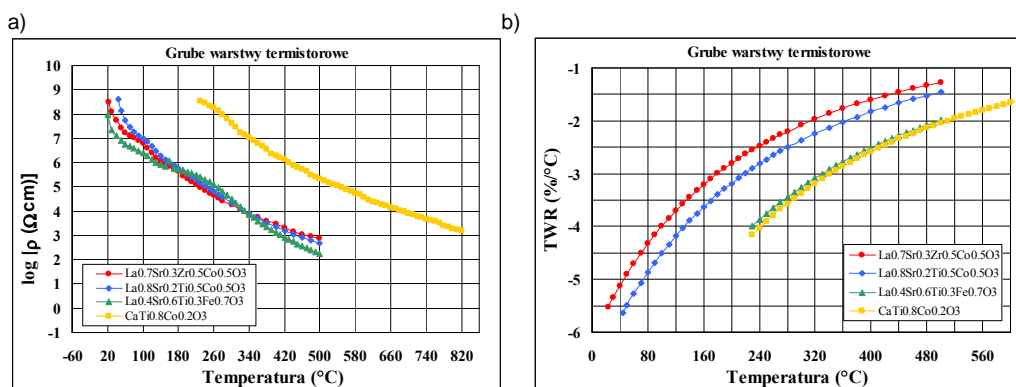 a)
Grube warstwy termistorowe
log [ρ (Ωcm)]
10
9
8
7
6
5
4
3
2
1
0
-1
La0.7Sr0.3Zr0.5Co0.5O3
La0.8Sr0.2Ti0.5Co0.5O3
La0.4Sr0.6Ti0.3Fe0.7O3
CaTi0.8Co0.2O3
-60 20 100 180 260 340 420 500 580 660 740 820
Temperatura (°C)
b)
Grube warstwy termistorowe
TWR (%/°C)
-1
-2
-3
-4
-5
-6
La0.7Sr0.3Zr0.5Co0.5O3
La0.8Sr0.2Ti0.5Co0.5O3
La0.4Sr0.6Ti0.3Fe0.7O3
CaTi0.8Co0.2O3
0 80 160 240 320 400 480 560
Temperatura (°C)